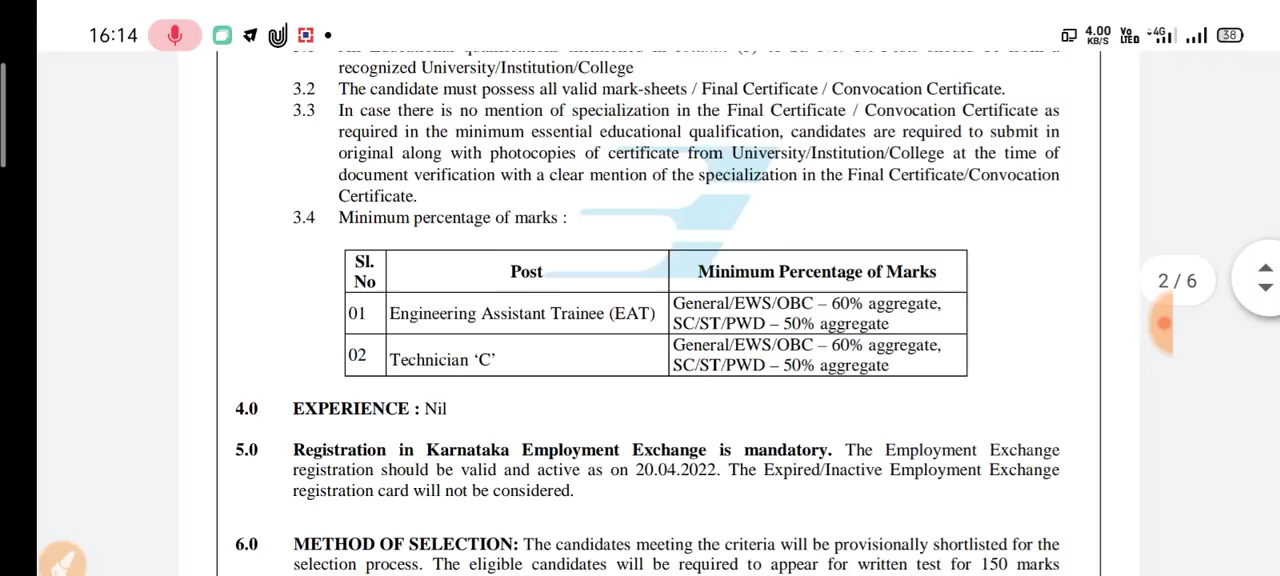 16:14
4.00 KB/S
Vo LTED
4G
38
recognized University/Institution/College
3.2 The candidate must possess all valid mark-sheets / Final Certificate / Convocation Certificate.
3.3 In case there is no mention of specialization in the Final Certificate / Convocation Certificate as
required in the minimum essential educational qualification, candidates are required to submit in
original along with photocopies of certificate from University/Institution/College at the time of
document verification with a clear mention of the specialization in the Final Certificate/Convocation
Certificate.
3.4 Minimum percentage of marks :
Sl. No Post Minimum Percentage of Marks
01 Engineering Assistant Trainee (EAT) General/EWS/OBC – 60% aggregate,
SC/ST/PWD – 50% aggregate
02 Technician ‘C’ General/EWS/OBC – 60% aggregate,
SC/ST/PWD – 50% aggregate
2 / 6
4.0 EXPERIENCE : Nil
5.0 Registration in Karnataka Employment Exchange is mandatory. The Employment Exchange
registration should be valid and active as on 20.04.2022. The Expired/Inactive Employment Exchange
registration card will not be considered.
6.0 METHOD OF SELECTION: The candidates meeting the criteria will be provisionally shortlisted for the
selection process. The eligible candidates will be required to appear for written test for 150 marks